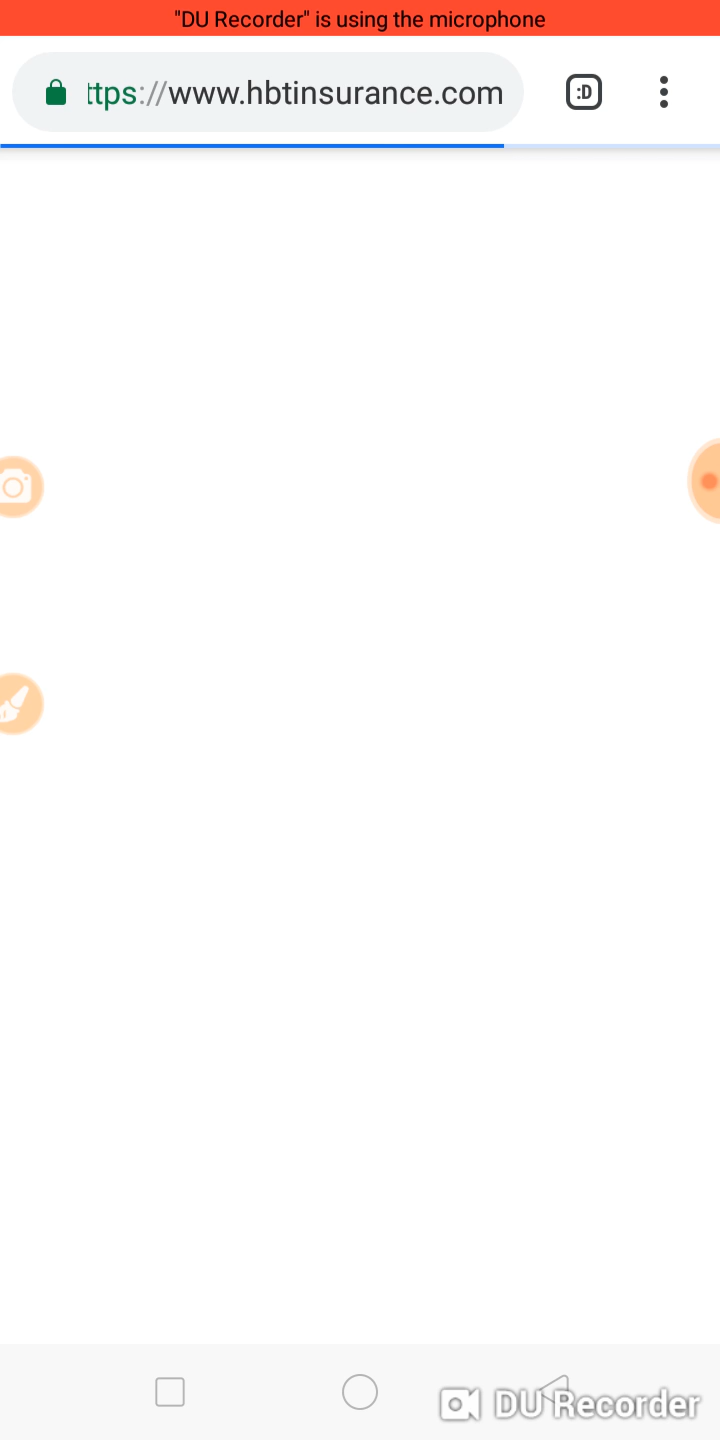 "DU Recorder" is using the microphone
ttps://www.hbtinsurance.com
:D
DU Recorder